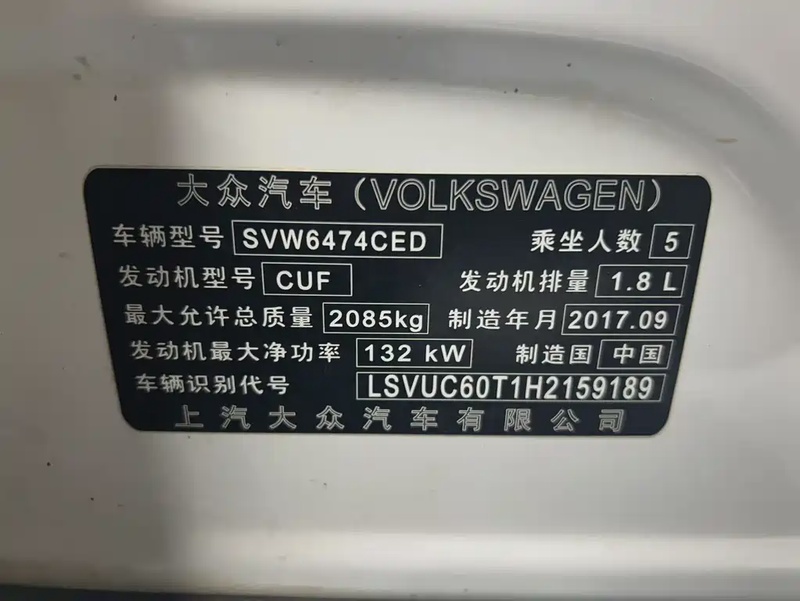 大众汽车（VOLKSWAGEN）
车辆型号 SVW6474CED 乘坐人数 5
发动机型号 CUF 发动机排量 1.8 L
最大允许总质量 2085kg 制造年月 2017.09
发动机最大净功率 132 kW 制造国 中国
车辆识别代号 LSVUC60T1H2159189
上汽大众汽车有限公司